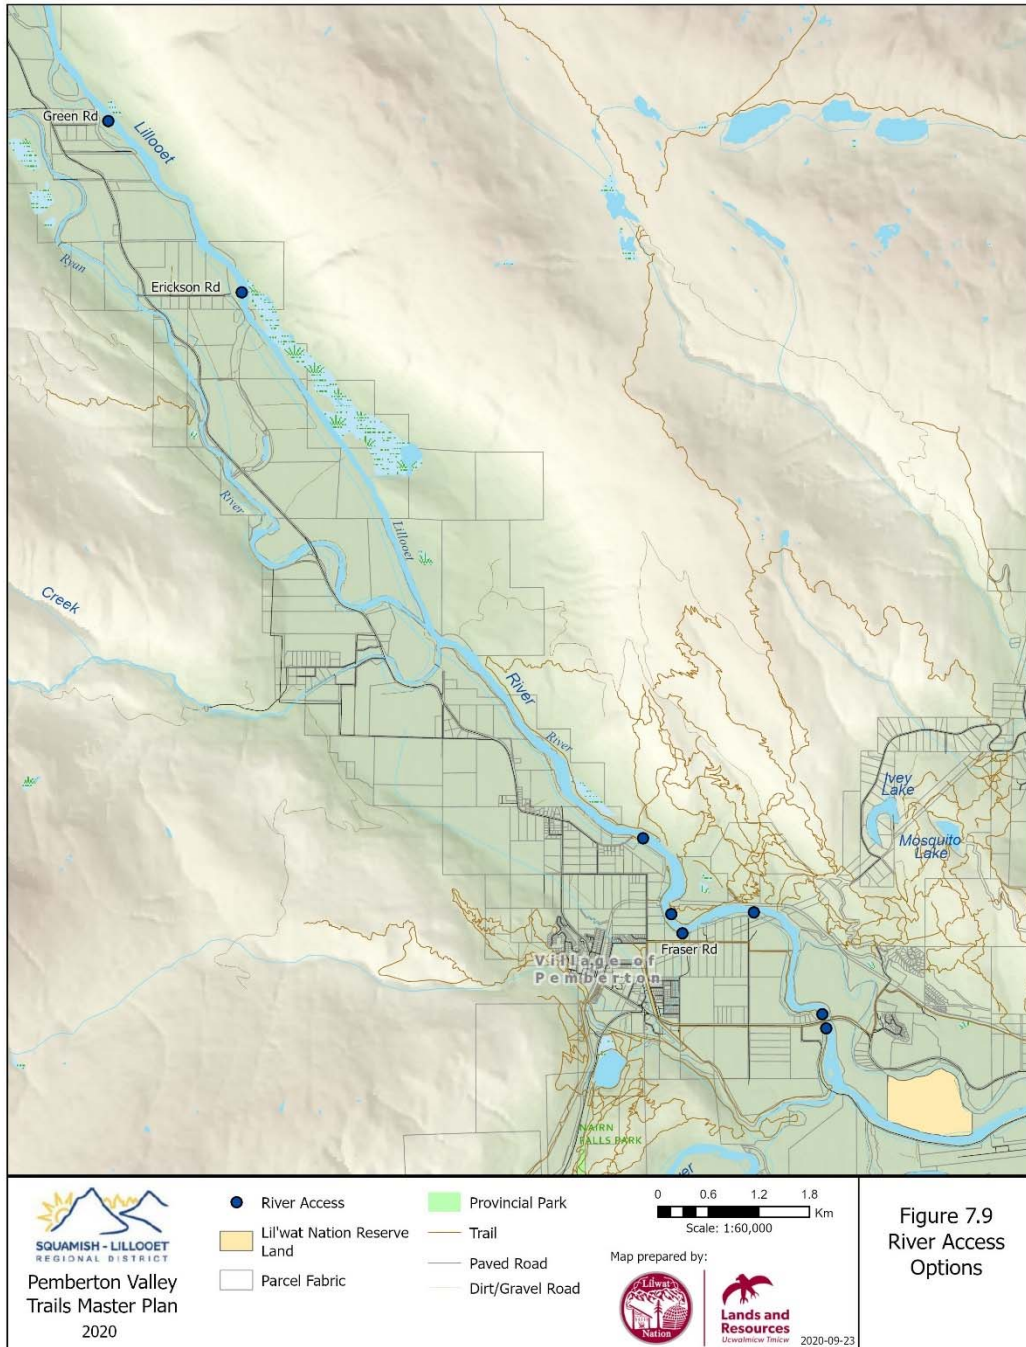 Green Rd
Lillooet
Ryan
Erickson Rd
River
Lillooet
Creek
River
River
Ivey
Lake
Mosquito
Lake
Fraser Rd
Village of
Pemberton
NAIRN
FALLS PARK
SQUAMISH - LILLOOET
REGIONAL DISTRICT
Pemberton Valley
Trails Master Plan
2020
River Access
Lil'wat Nation Reserve
Land
Parcel Fabric
Provincial Park
Trail
Paved Road
Dirt/Gravel Road
0 0.6 1.2 1.8
Km
Scale: 1:60,000
Map prepared by:
Lilwat
Nation
Lands and
Resources
Ucwalmicw Tmicw
2020-09-23
Figure 7.9
River Access
Options